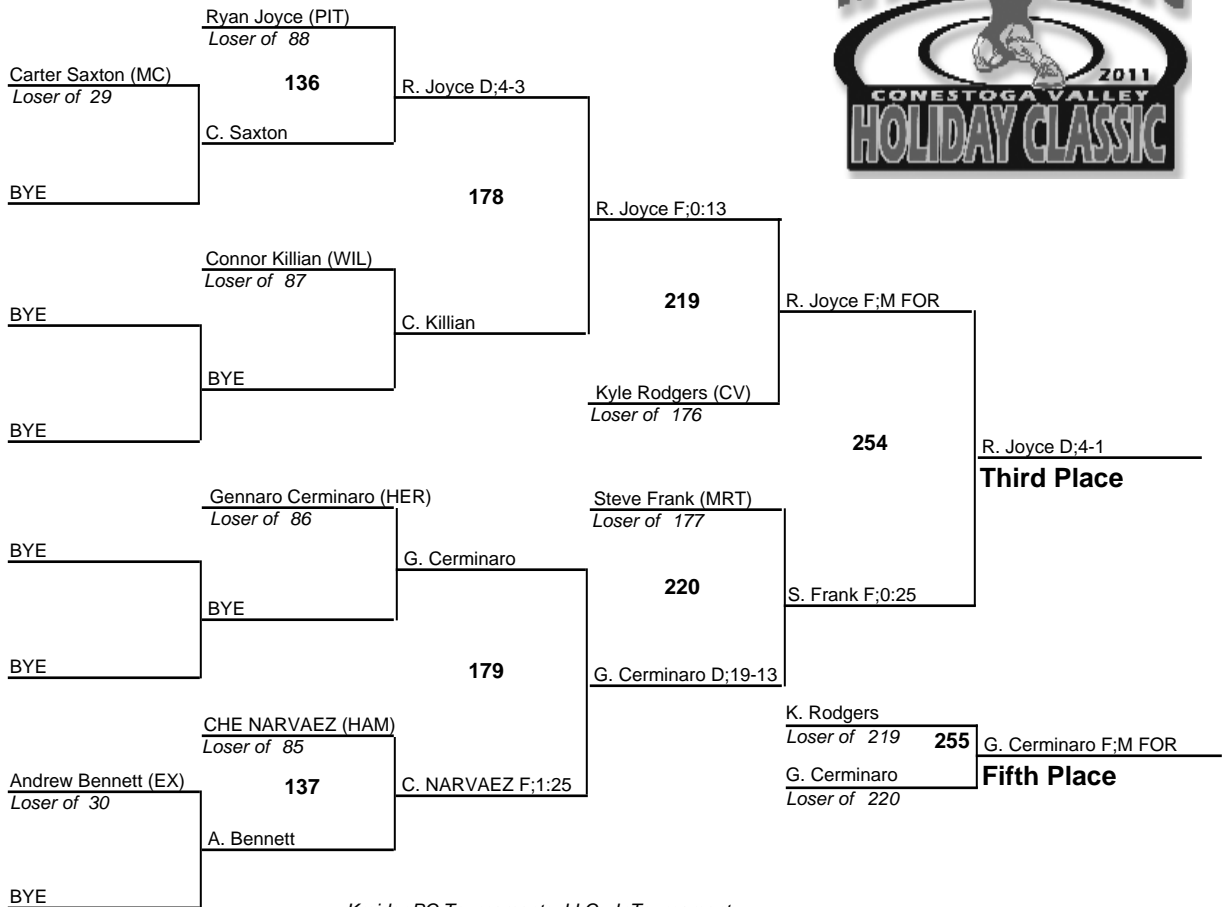 Ryan Joyce (PIT)
Loser of 88
Carter Saxton (MC)
Loser of 29
136
R. Joyce D;4-3
C. Saxton
BYE
178
R. Joyce F;0:13
Connor Killian (WIL)
Loser of 87
BYE
C. Killian
219
R. Joyce F;M FOR
BYE
Kyle Rodgers (CV)
Loser of 176
BYE
254
R. Joyce D;4-1
Third Place
Gennaro Cerminaro (HER)
Loser of 86
Steve Frank (MRT)
Loser of 177
BYE
G. Cerminaro
220
S. Frank F;0:25
BYE
BYE
179
G. Cerminaro D;19-13
CHE NARVAEZ (HAM)
Loser of 85
K. Rodgers
Loser of 219
255
G. Cerminaro F;M FOR
Fifth Place
G. Cerminaro
Loser of 220
Andrew Bennett (EX)
Loser of 30
137
C. NARVAEZ F;1:25
A. Bennett
BYE
2011
CONESTOGA VALLEY
HOLIDAY CLASSIC